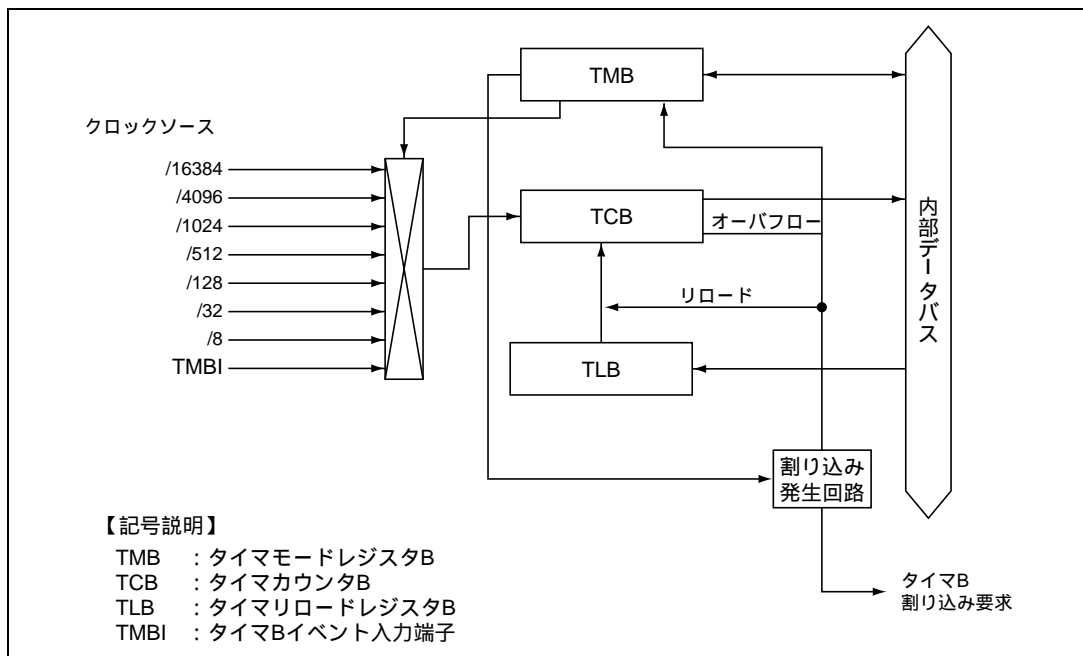 クロックソース
/16384
/4096
/1024
/512
/128
/32
/8
TMBI
TMB
TCB
オーバフロー
リロード
TLB
割り込み
発生回路
内部データバス
タイマB
割り込み要求
【記号説明】
TMB :タイマモードレジスタB
TCB :タイマカウンタB
TLB :タイマリロードレジスタB
TMBI :タイマBイベント入力端子